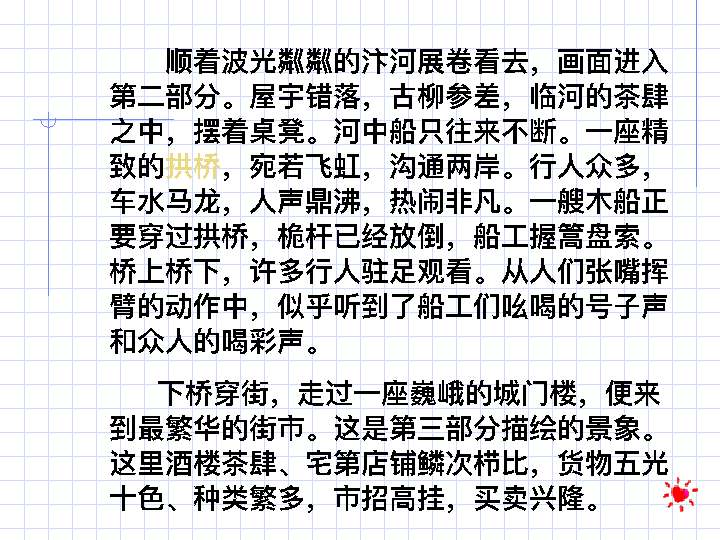 顺着波光粼粼的汴河展卷看去，画面进入
第二部分。屋宇错落，古柳参差，临河的茶肆
之中，摆着桌凳。河中船只往来不断。一座精
致的拱桥，宛若飞虹，沟通两岸。行人众多，
车水马龙，人声鼎沸，热闹非凡。一艘木船正
要穿过拱桥，桅杆已经放倒，船工握篙盘索。
桥上桥下，许多行人驻足观看。从人们张嘴挥
臂的动作中，似乎听到了船工们吆喝的号子声
和众人的喝彩声。
下桥穿街，走过一座巍峨的城门楼，便来
到最繁华的街市。这是第三部分描绘的景象。
这里酒楼茶肆、宅第店铺鳞次栉比，货物五光
十色、种类繁多，市招高挂，买卖兴隆。